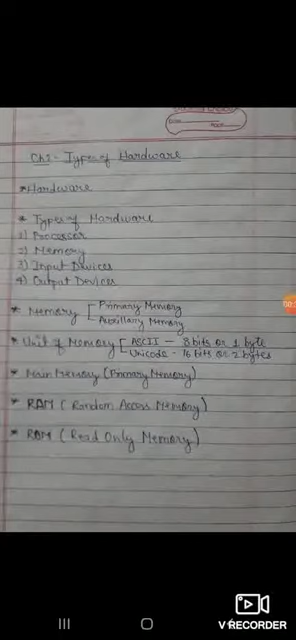 Ch1- Types of Hardware
* Hardware
* Types of Hardware
1) Processor
2) Memory
3) Input Devices
4) Output Devices
* Memory [ Primary Memory
Auxillary Memory
* Unit of Memory [ ASCII – 8 bits or 1 byte
Unicode - 16 bits or 2 bytes
* Main Memory (Primary Memory)
* RAM (Random Access Memory)
* ROM (Read Only Memory)
V RECORDER